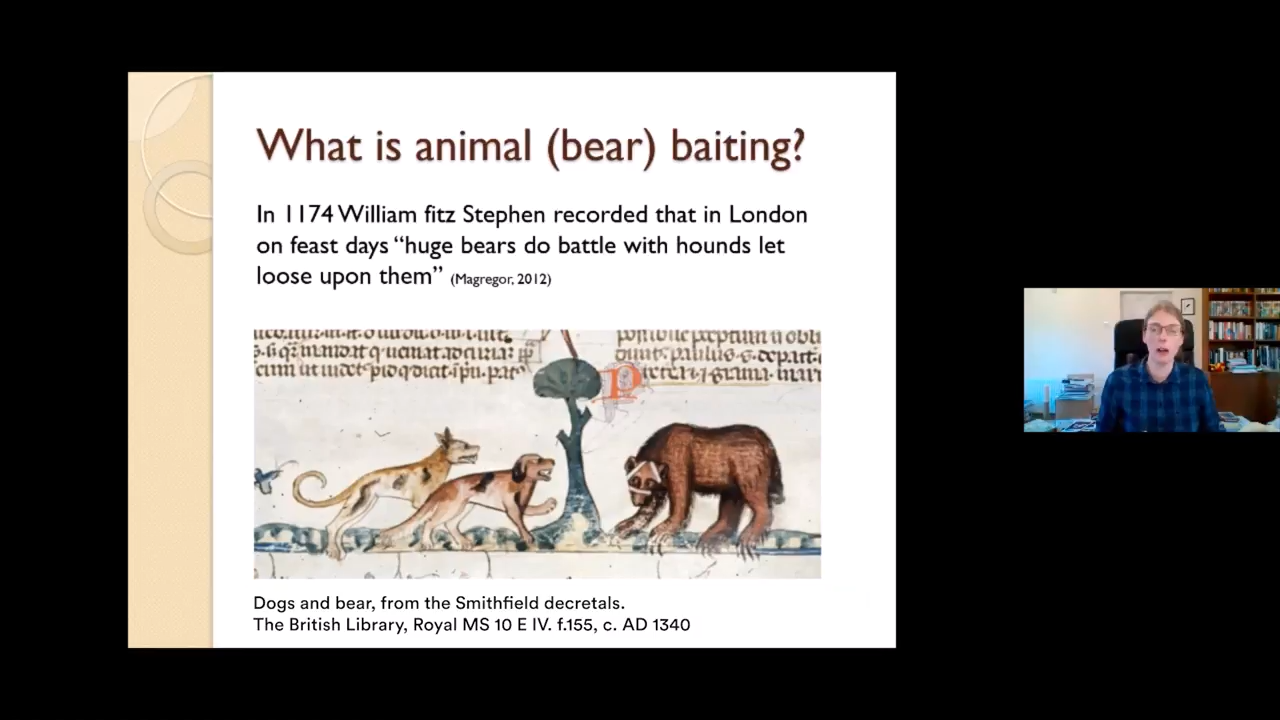 What is animal (bear) baiting?
In 1174 William fitz Stephen recorded that in London
on feast days “huge bears do battle with hounds let
loose upon them” (Magregor, 2012)
P
Dogs and bear, from the Smithfield decretals.
The British Library, Royal MS 10 E IV. f.155, c. AD 1340